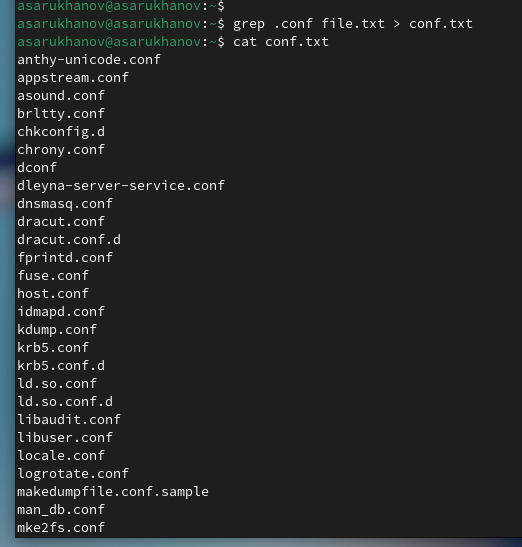 asarukhanov@asarukhanov:~$
asarukhanov@asarukhanov:~$ grep .conf file.txt > conf.txt
asarukhanov@asarukhanov:~$ cat conf.txt
anthy-unicode.conf
appstream.conf
asound.conf
brltty.conf
chkconfig.d
chrony.conf
dconf
dleyna-server-service.conf
dnsmasq.conf
dracut.conf
dracut.conf.d
fprintd.conf
fuse.conf
host.conf
idmapd.conf
kdump.conf
krb5.conf
krb5.conf.d
ld.so.conf
ld.so.conf.d
libaudit.conf
libuser.conf
locale.conf
logrotate.conf
makedumpfile.conf.sample
man_db.conf
mke2fs.conf